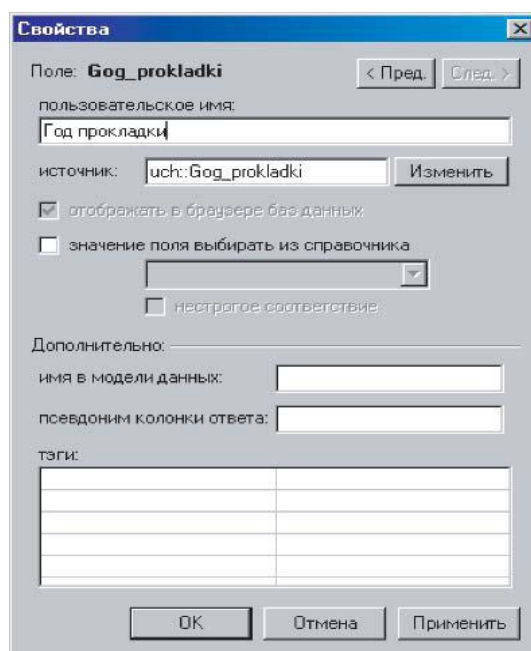 Свойства
Поле: Gog_prokladki
< Пред.
След. >
пользовательское имя:
Год прокладки
источник:
uch::Gog_prokladki
Изменить
отображать в браузере баз данных
значение поля выбирать из справочника
нестрогое соответствие
Дополнительно:
имя в модели данных:
псевдоним колонки ответа:
тэги:
OK
Отмена
Применить